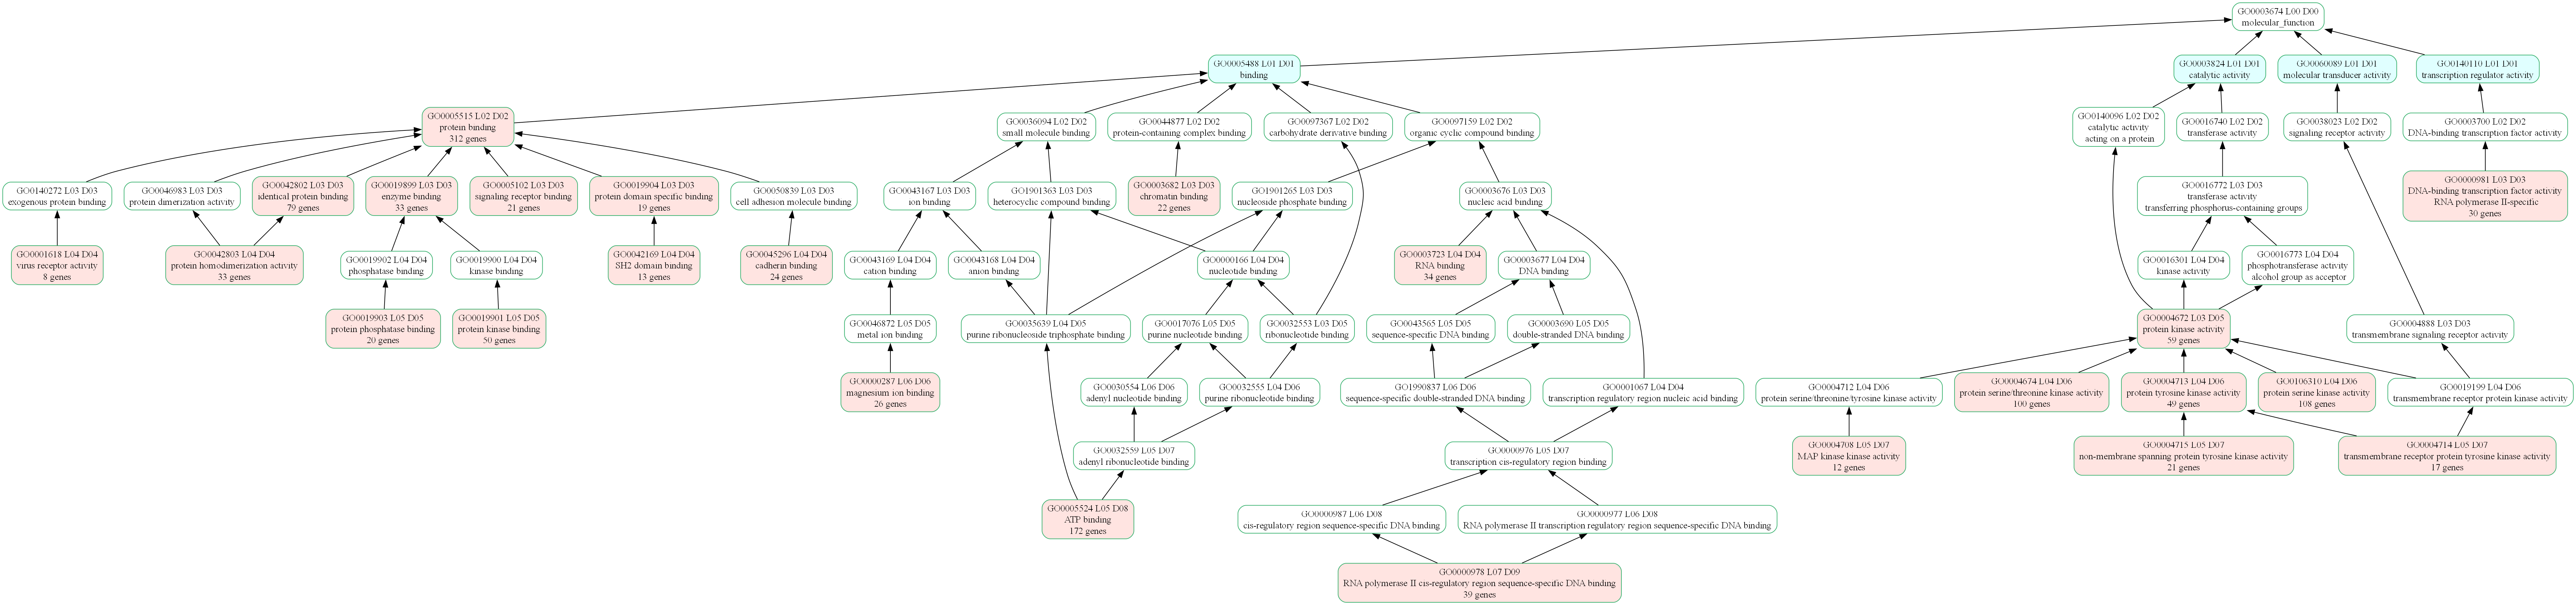 GO0003674 L00 D00
molecular_function
GO0005488 L01 D01
binding
GO0003824 L01 D01
catalytic activity
GO0060089 L01 D01
molecular transducer activity
GO0140110 L01 D01
transcription regulator activity
GO0005515 L02 D02
protein binding
312 genes
GO0036094 L02 D02
small molecule binding
GO0044877 L02 D02
protein-containing complex binding
GO0097367 L02 D02
carbohydrate derivative binding
GO0097159 L02 D02
organic cyclic compound binding
GO0140096 L02 D02
catalytic activity
acting on a protein
GO0016740 L02 D02
transferase activity
GO0038023 L02 D02
signaling receptor activity
GO0003700 L02 D02
DNA-binding transcription factor activity
GO0140272 L03 D03
exogenous protein binding
GO0046983 L03 D03
protein dimerization activity
GO0042802 L03 D03
identical protein binding
79 genes
GO0019899 L03 D03
enzyme binding
33 genes
GO0005102 L03 D03
signaling receptor binding
21 genes
GO0019904 L03 D03
protein domain specific binding
19 genes
GO0050839 L03 D03
cell adhesion molecule binding
GO0043167 L03 D03
ion binding
GO1901363 L03 D03
heterocyclic compound binding
GO0003682 L03 D03
chromatin binding
22 genes
GO1901265 L03 D03
nucleoside phosphate binding
GO0003676 L03 D03
nucleic acid binding
GO0016772 L03 D03
transferase activity
transferring phosphorus-containing groups
GO0000981 L03 D03
DNA-binding transcription factor activity
RNA polymerase II-specific
30 genes
GO0001618 L04 D04
virus receptor activity
8 genes
GO0042803 L04 D04
protein homodimerization activity
33 genes
GO0019902 L04 D04
phosphatase binding
GO0019900 L04 D04
kinase binding
GO0042169 L04 D04
SH2 domain binding
13 genes
GO0045296 L04 D04
cadherin binding
24 genes
GO0043169 L04 D04
cation binding
GO0043168 L04 D04
anion binding
GO0000166 L04 D04
nucleotide binding
GO0003723 L04 D04
RNA binding
34 genes
GO0003677 L04 D04
DNA binding
GO0016301 L04 D04
kinase activity
GO0016773 L04 D04
phosphotransferase activity
alcohol group as acceptor
GO0019903 L05 D05
protein phosphatase binding
20 genes
GO0019901 L05 D05
protein kinase binding
50 genes
GO0046872 L05 D05
metal ion binding
GO0035639 L04 D05
purine ribonucleoside triphosphate binding
GO0017076 L05 D05
purine nucleotide binding
GO0032553 L03 D05
ribonucleotide binding
GO0043565 L05 D05
sequence-specific DNA binding
GO0003690 L05 D05
double-stranded DNA binding
GO0004672 L03 D05
protein kinase activity
59 genes
GO0004888 L03 D03
transmembrane signaling receptor activity
GO0000287 L06 D06
magnesium ion binding
26 genes
GO0030554 L06 D06
adenyl nucleotide binding
GO0032555 L04 D06
purine ribonucleotide binding
GO1990837 L06 D06
sequence-specific double-stranded DNA binding
GO0001067 L04 D04
transcription regulatory region nucleic acid binding
GO0004712 L04 D06
protein serine/threonine/tyrosine kinase activity
GO0004674 L04 D06
protein serine/threonine kinase activity
100 genes
GO0004713 L04 D06
protein tyrosine kinase activity
49 genes
GO0106310 L04 D06
protein serine kinase activity
108 genes
GO0019199 L04 D06
transmembrane receptor protein kinase activity
GO0032559 L05 D07
adenyl ribonucleotide binding
GO0000976 L05 D07
transcription cis-regulatory region binding
GO0004708 L05 D07
MAP kinase kinase activity
12 genes
GO0004715 L05 D07
non-membrane spanning protein tyrosine kinase activity
21 genes
GO0004714 L05 D07
transmembrane receptor protein tyrosine kinase activity
17 genes
GO0005524 L05 D08
ATP binding
172 genes
GO0000987 L06 D08
cis-regulatory region sequence-specific DNA binding
GO0000977 L06 D08
RNA polymerase II transcription regulatory region sequence-specific DNA binding
GO0000978 L07 D09
RNA polymerase II cis-regulatory region sequence-specific DNA binding
39 genes